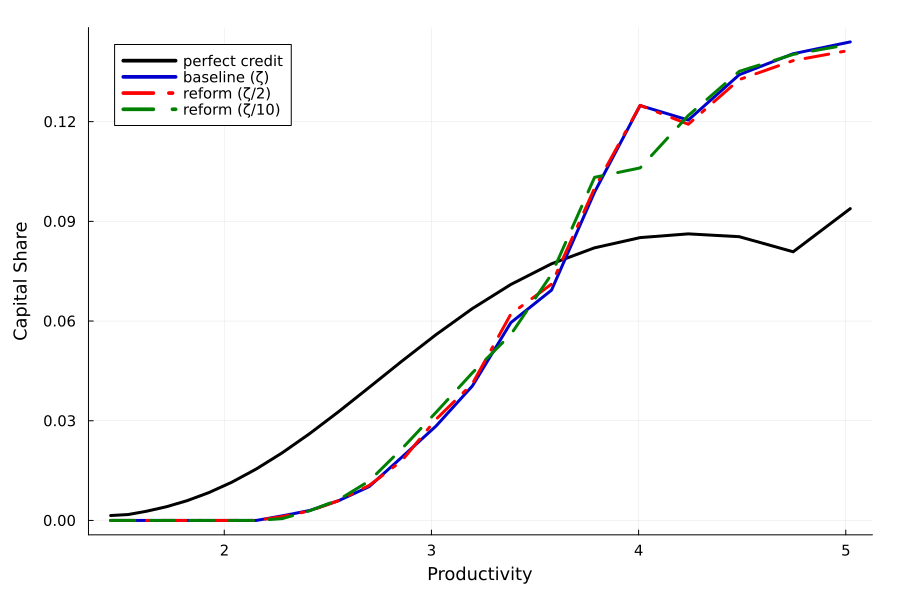 perfect credit
baseline (ζ)
reform (ζ/2)
reform (ζ/10)
0.12
0.09
0.06
0.03
0.00
Capital Share
2 3 4 5
Productivity